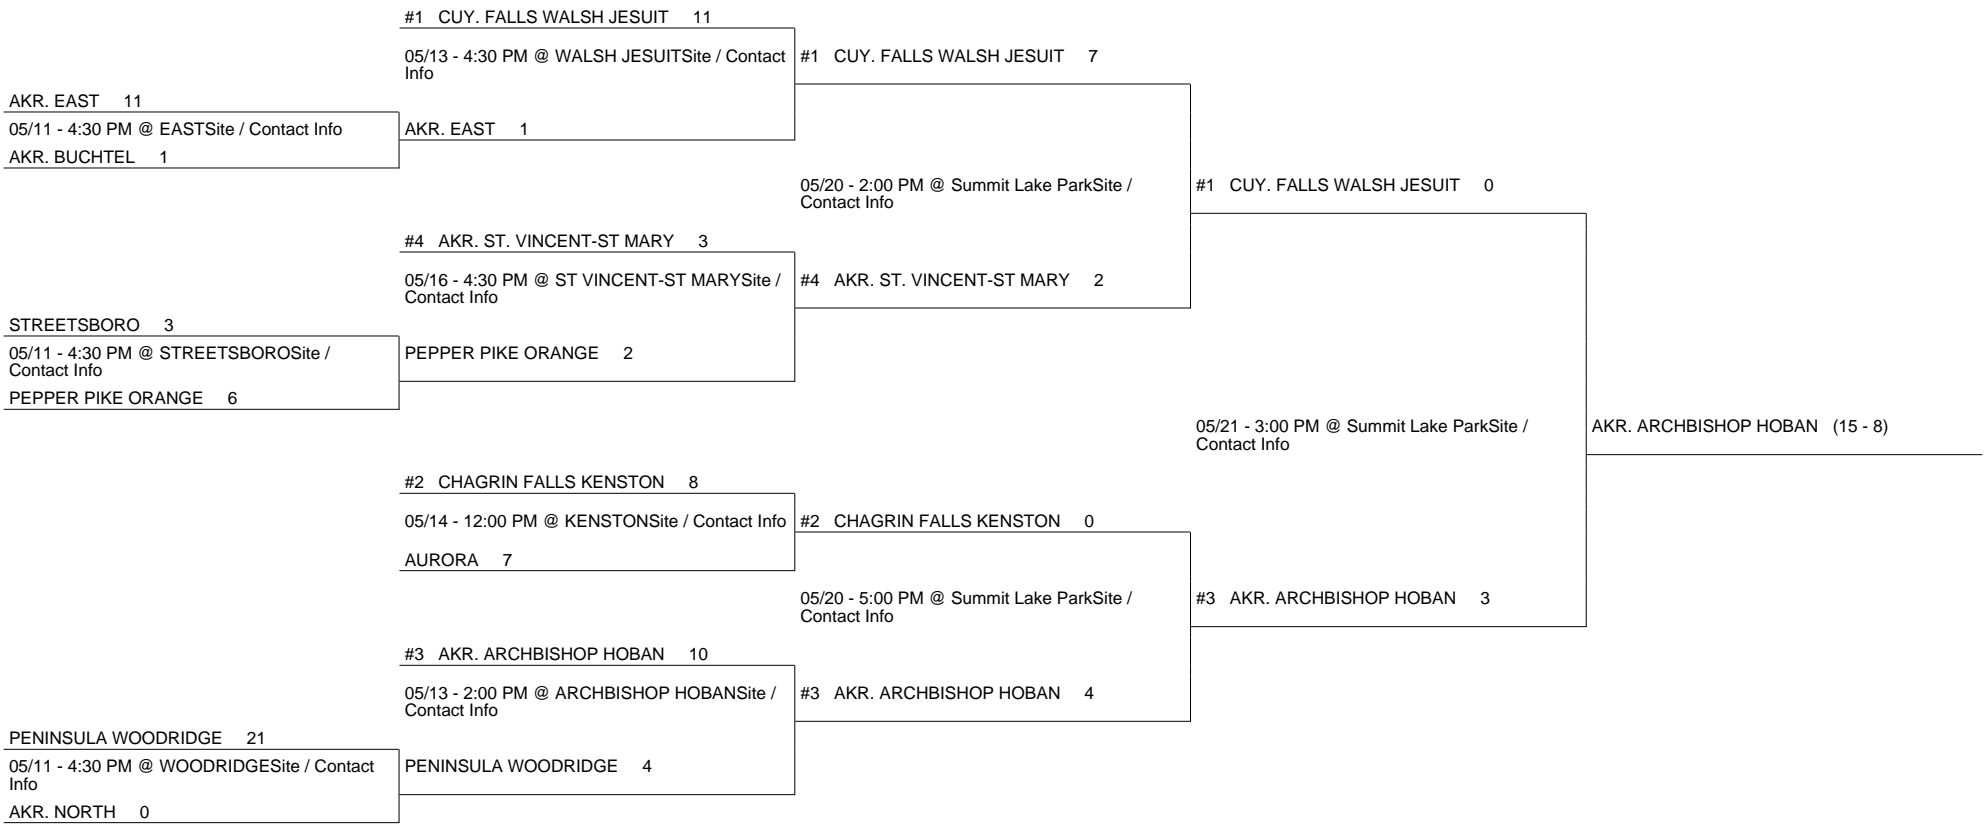 #1 CUY. FALLS WALSH JESUIT 11
05/13 - 4:30 PM @ WALSH JESUITSite / Contact
Info
#1 CUY. FALLS WALSH JESUIT 7
AKR. EAST 11
05/11 - 4:30 PM @ EASTSite / Contact Info
AKR. BUCHTEL 1
AKR. EAST 1
05/20 - 2:00 PM @ Summit Lake ParkSite /
Contact Info
#1 CUY. FALLS WALSH JESUIT 0
#4 AKR. ST. VINCENT-ST MARY 3
05/16 - 4:30 PM @ ST VINCENT-ST MARYSite /
Contact Info
#4 AKR. ST. VINCENT-ST MARY 2
STREETSBORO 3
05/11 - 4:30 PM @ STREETSBOROSite /
Contact Info
PEPPER PIKE ORANGE 6
PEPPER PIKE ORANGE 2
05/21 - 3:00 PM @ Summit Lake ParkSite /
Contact Info
AKR. ARCHBISHOP HOBAN (15 - 8)
#2 CHAGRIN FALLS KENSTON 8
05/14 - 12:00 PM @ KENSTONSite / Contact Info
AURORA 7
#2 CHAGRIN FALLS KENSTON 0
05/20 - 5:00 PM @ Summit Lake ParkSite /
Contact Info
#3 AKR. ARCHBISHOP HOBAN 3
#3 AKR. ARCHBISHOP HOBAN 10
05/13 - 2:00 PM @ ARCHBISHOP HOBANSite /
Contact Info
#3 AKR. ARCHBISHOP HOBAN 4
PENINSULA WOODRIDGE 21
05/11 - 4:30 PM @ WOODRIDGESite / Contact
Info
AKR. NORTH 0
PENINSULA WOODRIDGE 4